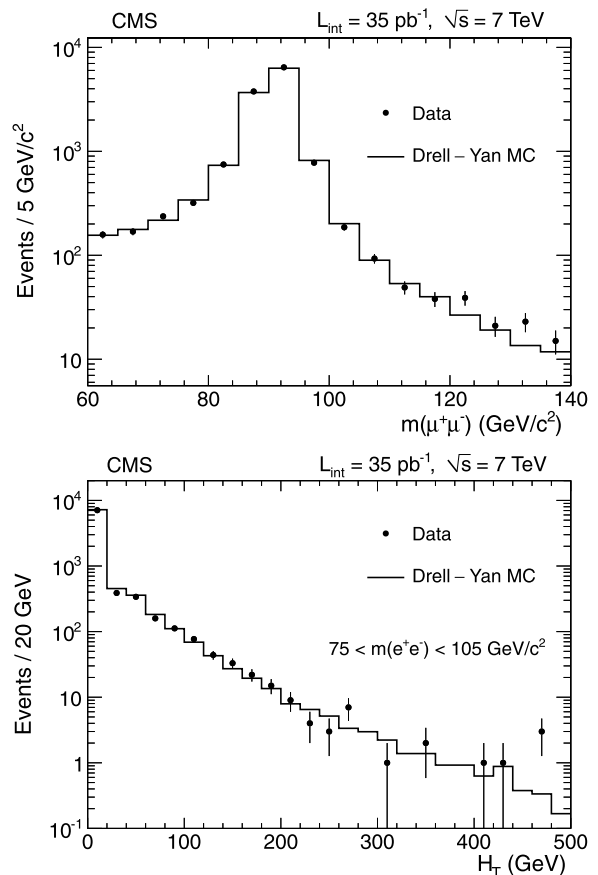 CMS
L_int = 35 pb⁻¹, √s = 7 TeV
10⁴
10³
10²
10
Events / 5 GeV/c²
Data
Drell – Yan MC
60 80 100 120 140
m(μ⁺μ⁻) (GeV/c²)
CMS
L_int = 35 pb⁻¹, √s = 7 TeV
10⁴
10³
10²
10
1
10⁻¹
Events / 20 GeV
Data
Drell – Yan MC
75 < m(e⁺e⁻) < 105 GeV/c²
0 100 200 300 400 500
H_T (GeV)